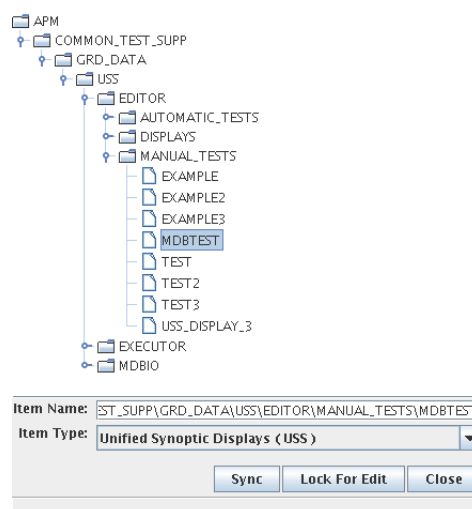 APM
COMMON_TEST_SUPP
GRD_DATA
USS
EDITOR
AUTOMATIC_TESTS
DISPLAYS
MANUAL_TESTS
EXAMPLE
EXAMPLE2
EXAMPLE3
MDBTEST
TEST
TEST2
TEST3
USS_DISPLAY_3
EXECUTOR
MDBIO
Item Name: ST_SUPP\GRD_DATA\USS\EDITOR\MANUAL_TESTS\MDBTEST
Item Type: Unified Synoptic Displays ( USS )
Sync Lock For Edit Close